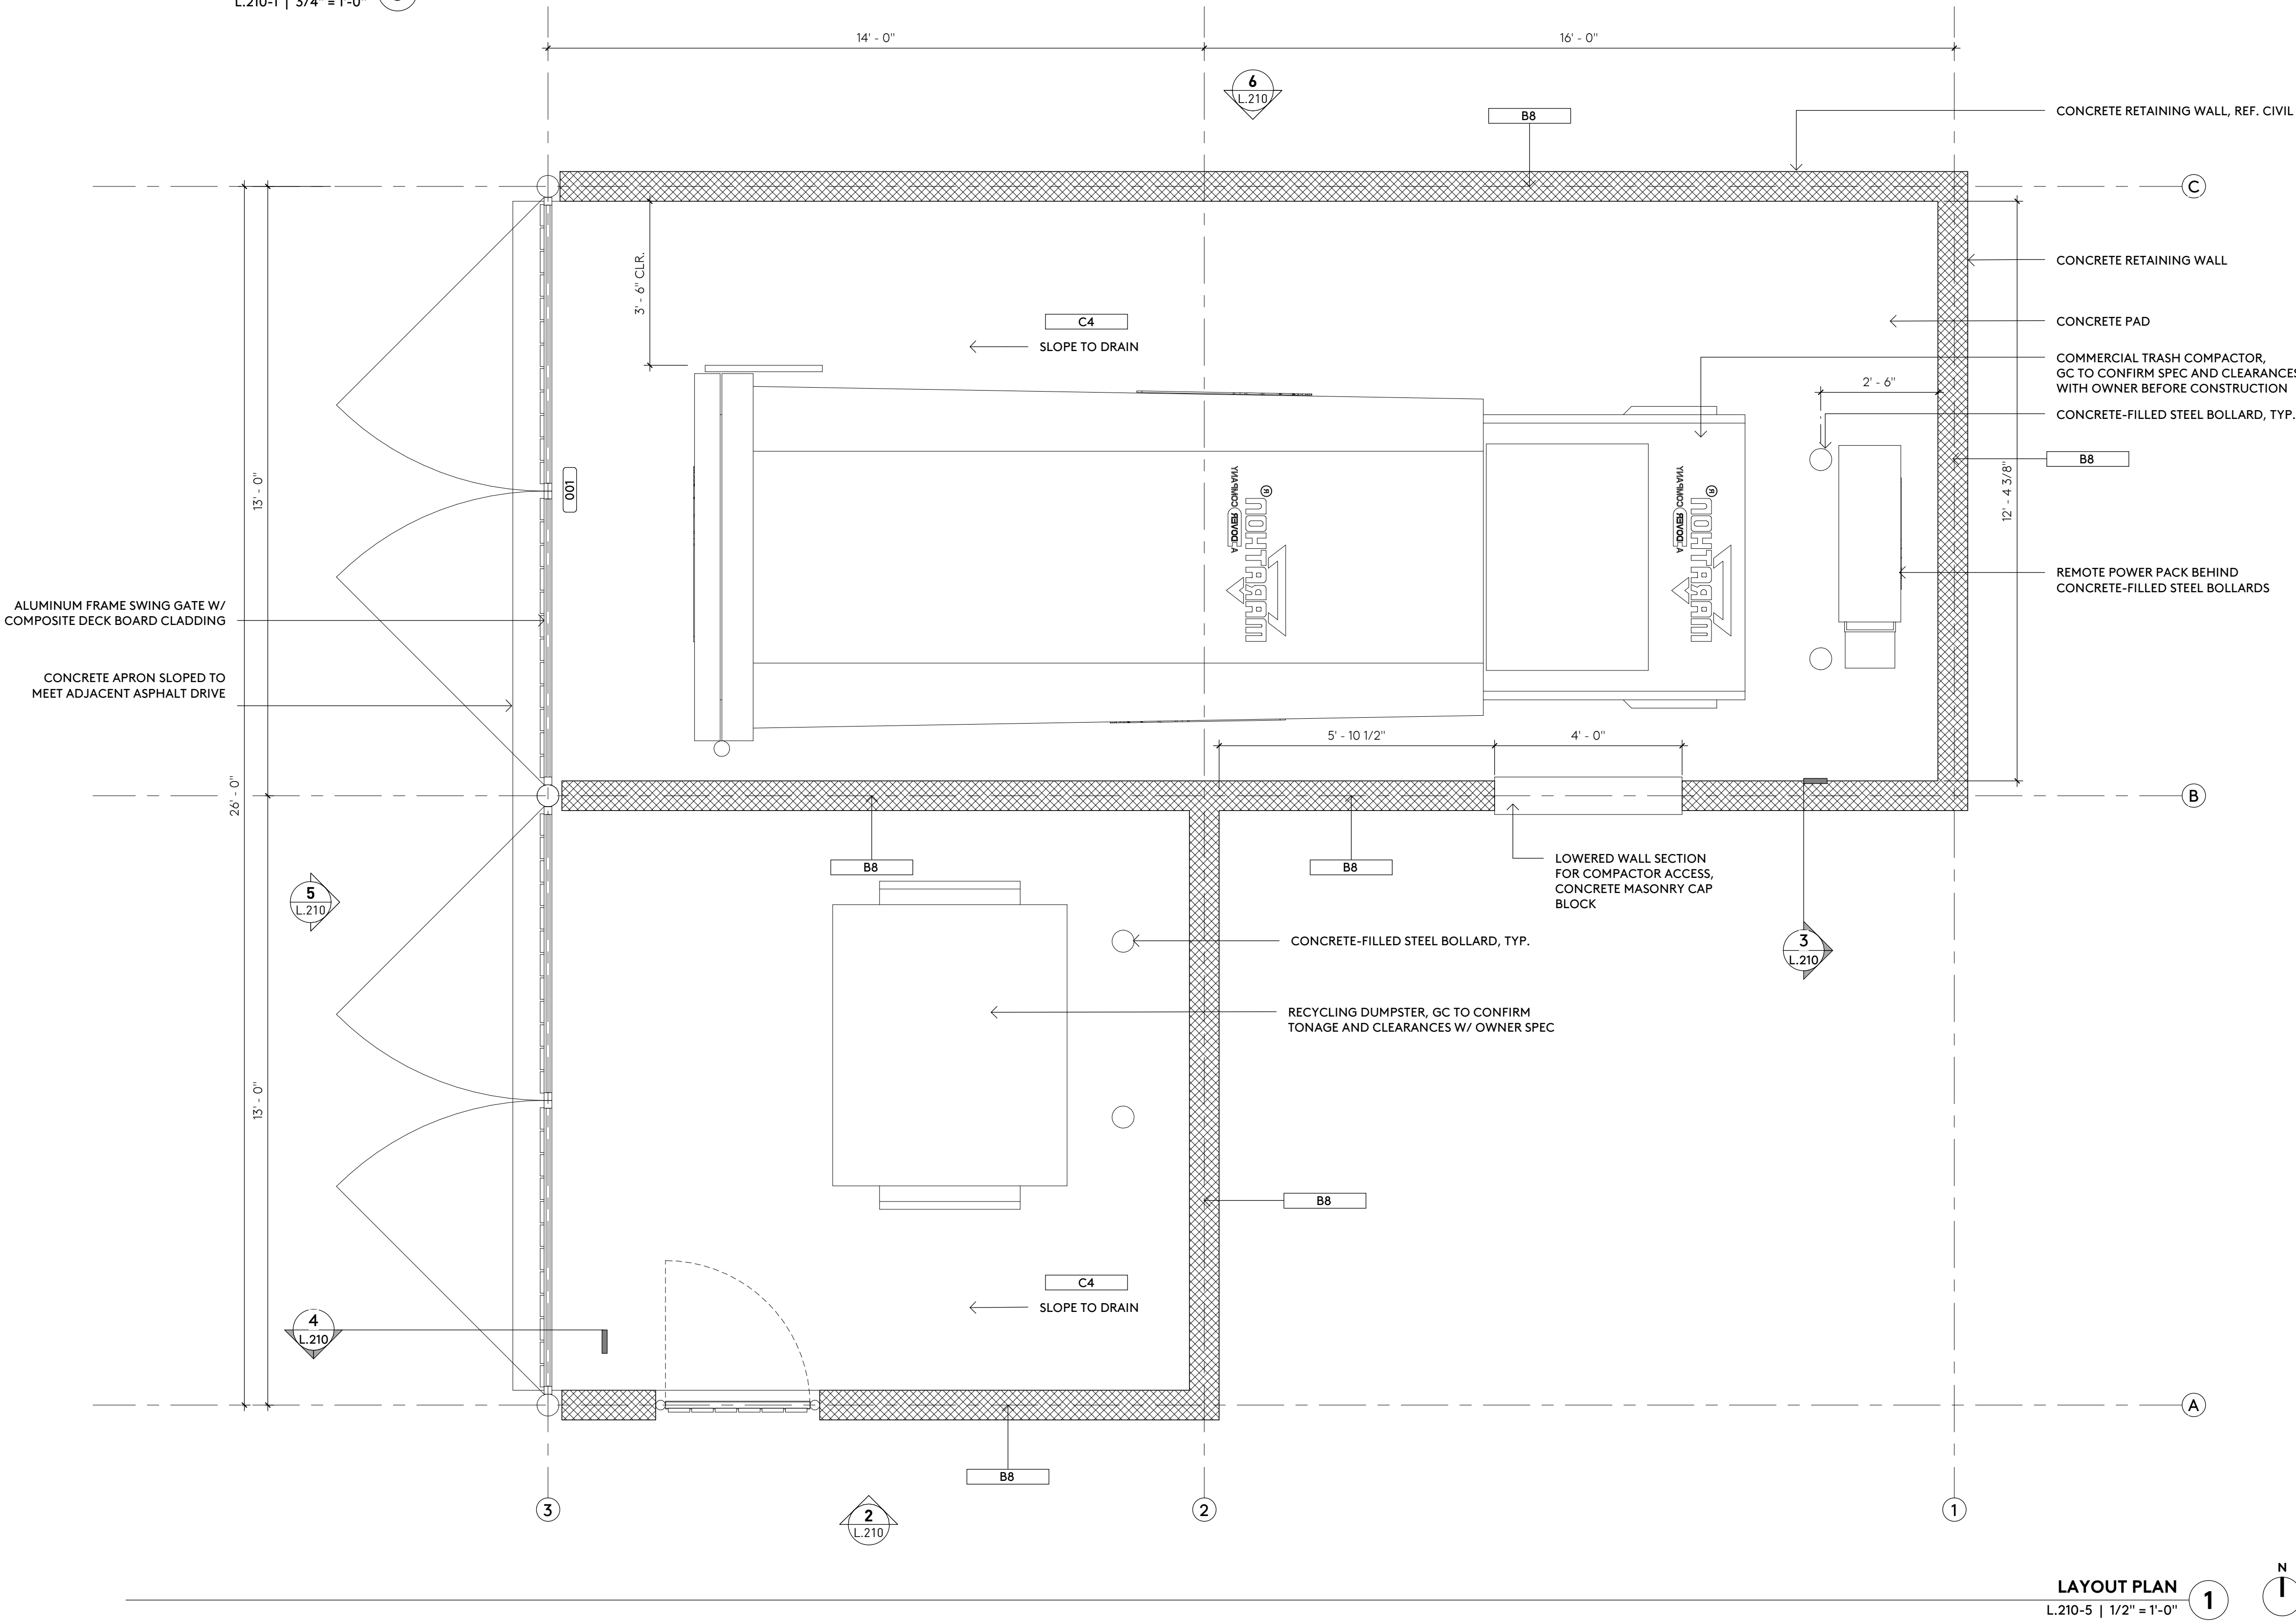 L.210-1 | 3/4" = 1'-0"
14' - 0"
16' - 0"
6
L.210
B8
CONCRETE RETAINING WALL, REF. CIVIL
C
3' - 6" CLR.
CONCRETE RETAINING WALL
C4
SLOPE TO DRAIN
CONCRETE PAD
COMMERCIAL TRASH COMPACTOR,
GC TO CONFIRM SPEC AND CLEARANCES
WITH OWNER BEFORE CONSTRUCTION
2' - 6"
CONCRETE-FILLED STEEL BOLLARD, TYP.
B8
13' - 0"
001
MARATHON®
A DOVER COMPANY
MARATHON®
A DOVER COMPANY
12' - 4 3/8"
REMOTE POWER PACK BEHIND
CONCRETE-FILLED STEEL BOLLARDS
ALUMINUM FRAME SWING GATE W/
COMPOSITE DECK BOARD CLADDING
CONCRETE APRON SLOPED TO
MEET ADJACENT ASPHALT DRIVE
5' - 10 1/2"
4' - 0"
26' - 0"
B
B8
B8
LOWERED WALL SECTION
FOR COMPACTOR ACCESS,
CONCRETE MASONRY CAP
BLOCK
5
L.210
CONCRETE-FILLED STEEL BOLLARD, TYP.
3
L.210
RECYCLING DUMPSTER, GC TO CONFIRM
TONAGE AND CLEARANCES W/ OWNER SPEC
13' - 0"
B8
C4
SLOPE TO DRAIN
4
L.210
A
B8
3
2
1
2
L.210
LAYOUT PLAN
L.210-5 | 1/2" = 1'-0"
1
N